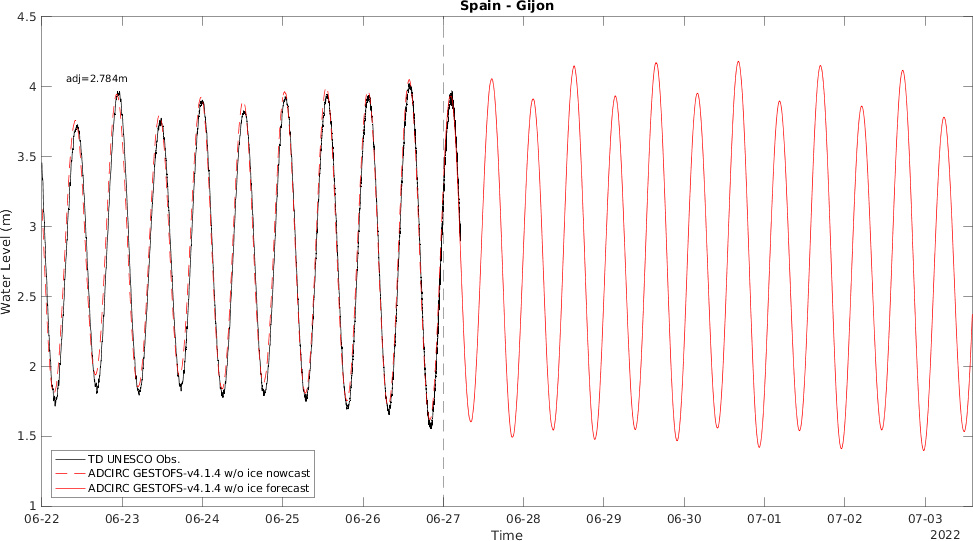 Spain - Gijon
4.5
adj=2.784m
4
3.5
3
2.5
2
1.5
1
Water Level (m)
TD UNESCO Obs.
ADCIRC GESTOFS-v4.1.4 w/o ice nowcast
ADCIRC GESTOFS-v4.1.4 w/o ice forecast
06-22 06-23 06-24 06-25 06-26 06-27 06-28 06-29 06-30 07-01 07-02 07-03
Time
2022